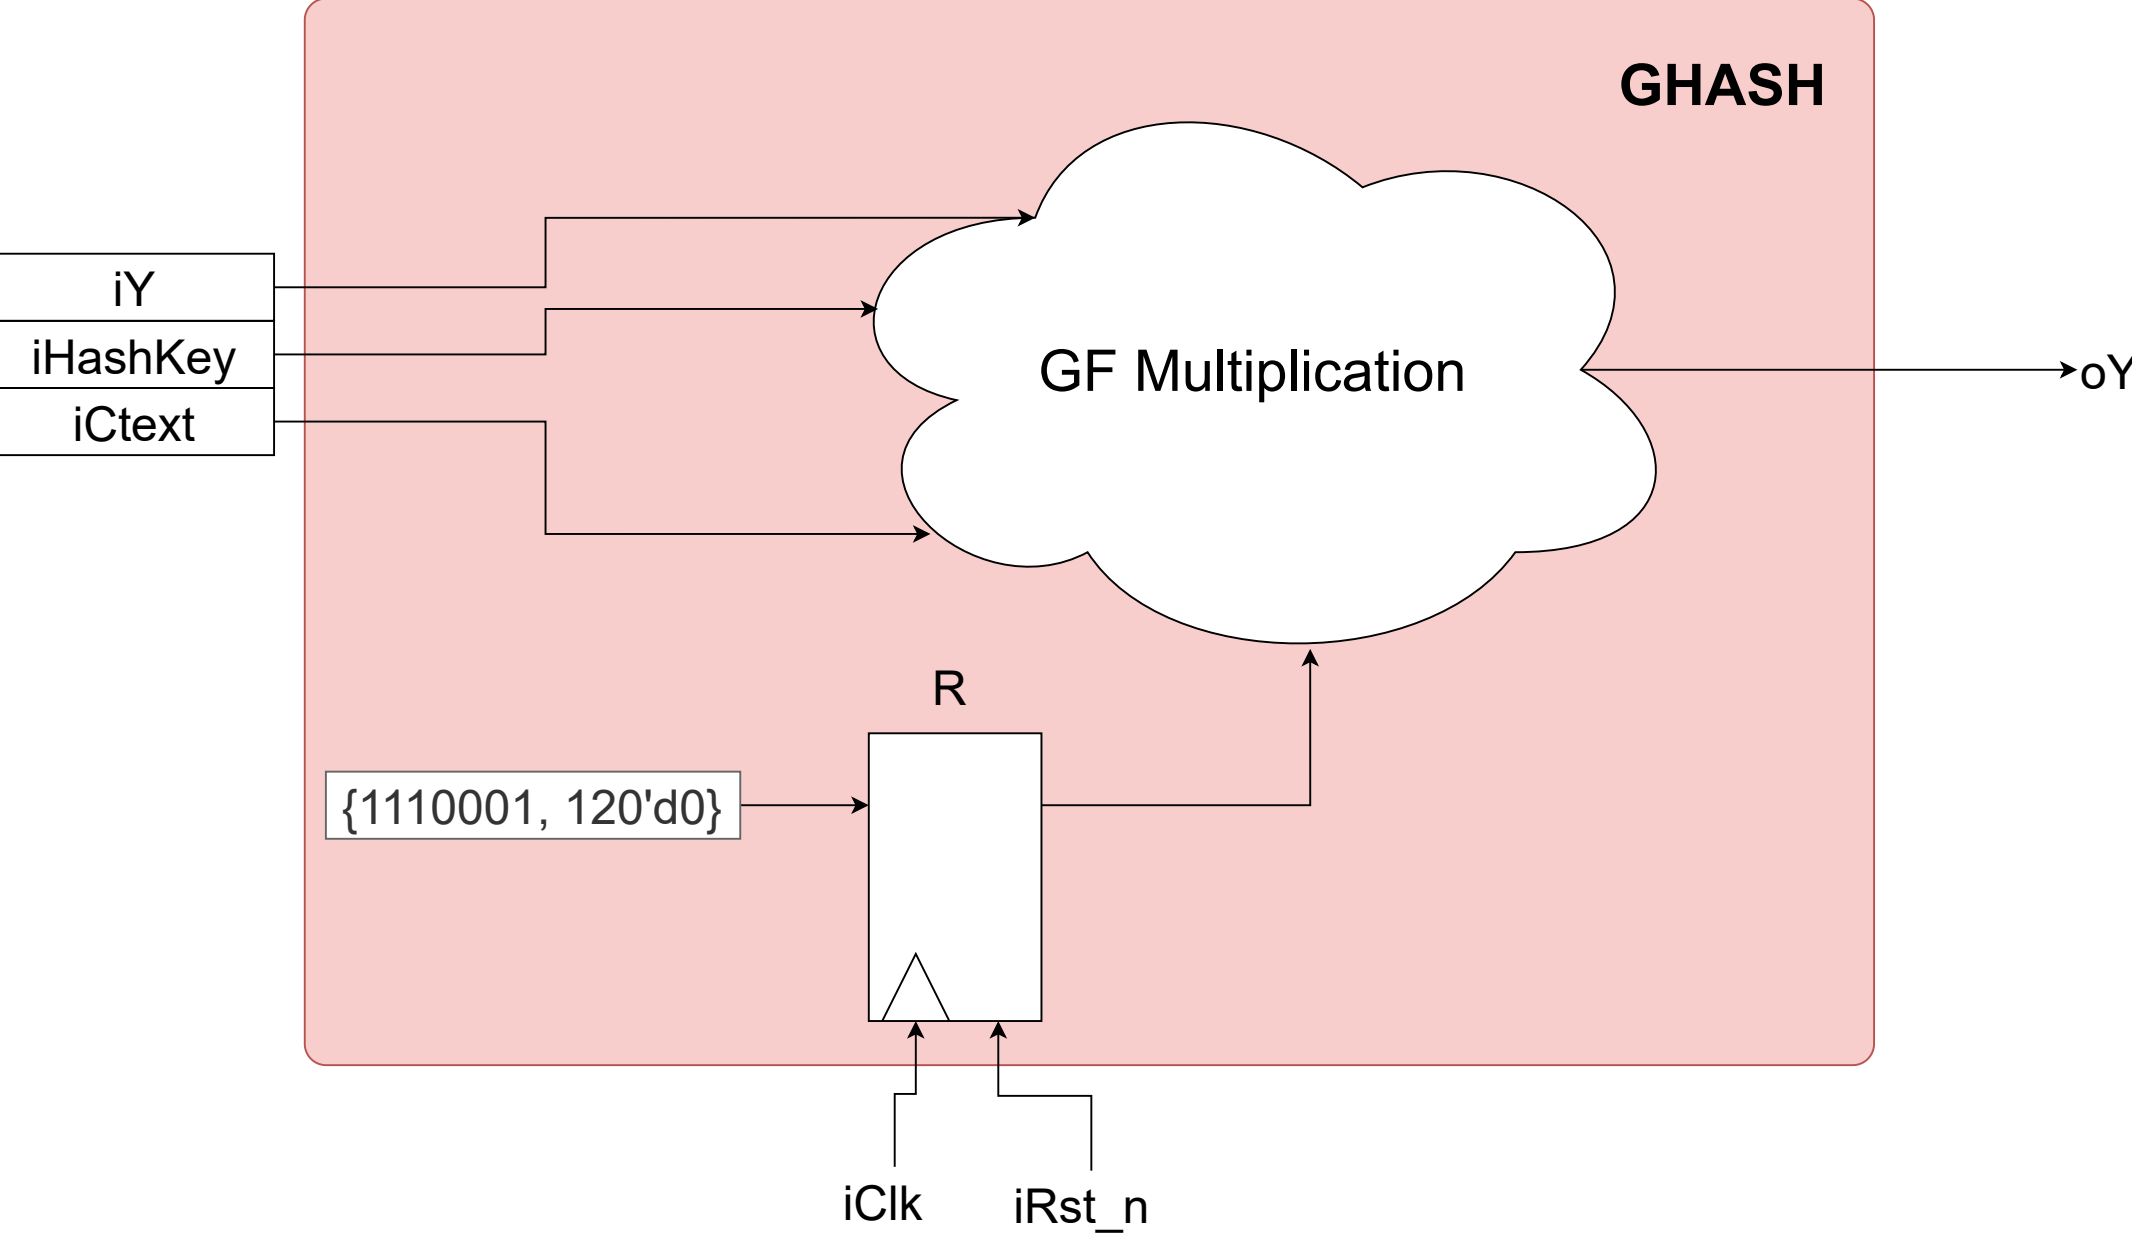 GHASH
iY
iHashKey
iCtext
GF Multiplication
oY
R
{1110001, 120'd0}
iClk
iRst_n